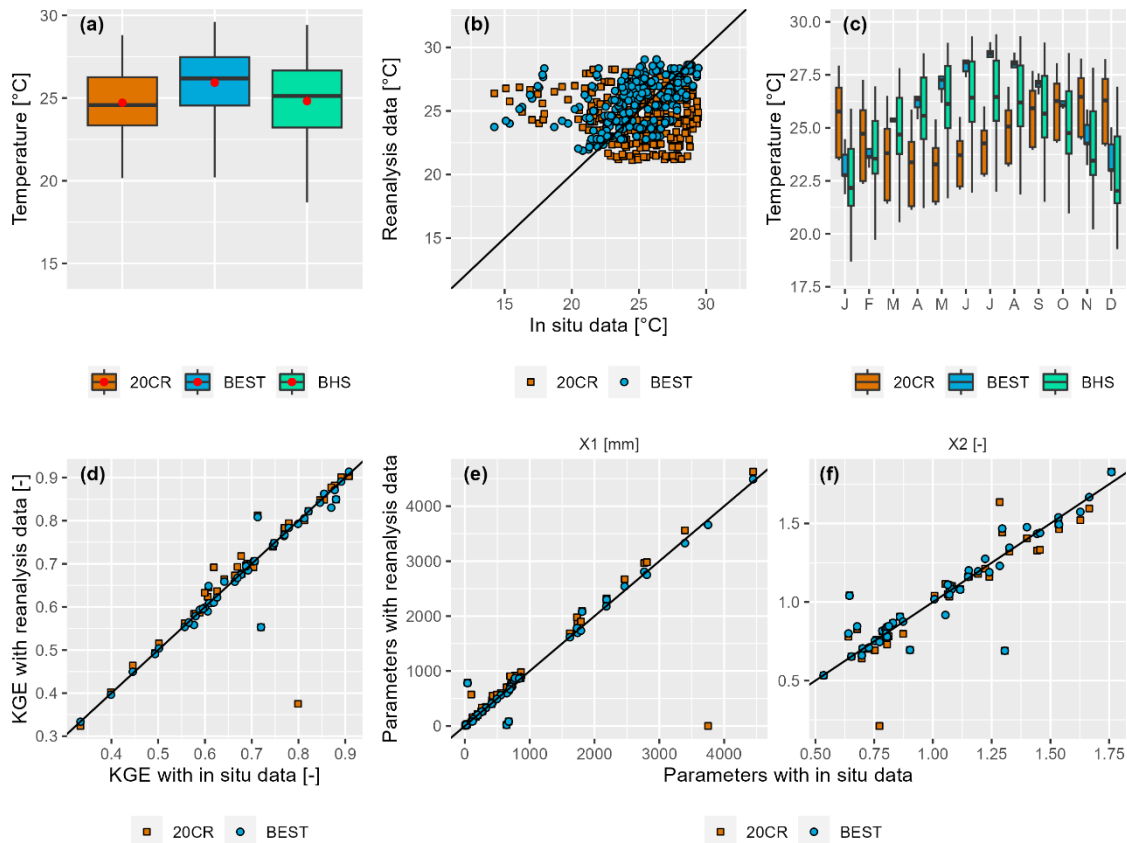 (a)
Temperature [°C]
30
25
20
15
20CR
BEST
BHS
(b)
Reanalysis data [°C]
30
25
20
15
15
20
25
30
In situ data [°C]
20CR
BEST
(c)
Temperature [°C]
27.5
25.0
22.5
20.0
17.5
J F M A M J J A S O N D
20CR
BEST
BHS
(d)
KGE with reanalysis data [-]
0.9
0.8
0.7
0.6
0.5
0.4
0.3
0.4
0.5
0.6
0.7
0.8
0.9
KGE with in situ data [-]
20CR
BEST
X1 [mm]
(e)
Parameters with reanalysis data
4000
3000
2000
1000
0
0
1000
2000
3000
4000
X2 [-]
(f)
1.5
1.0
0.5
0.50
0.75
1.00
1.25
1.50
1.75
Parameters with in situ data
20CR
BEST